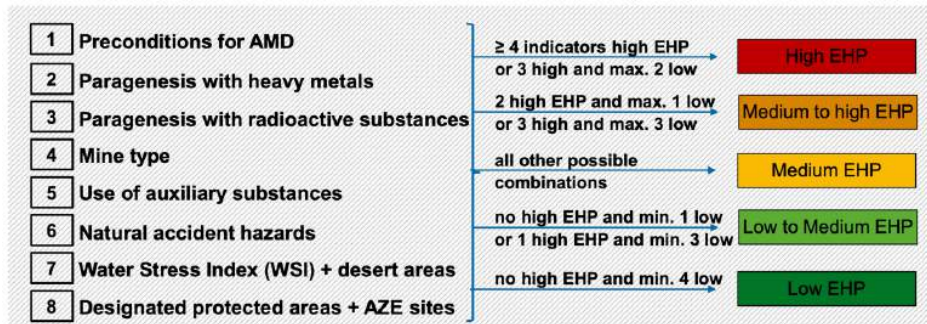 1 Preconditions for AMD
2 Paragenesis with heavy metals
3 Paragenesis with radioactive substances
4 Mine type
5 Use of auxiliary substances
6 Natural accident hazards
7 Water Stress Index (WSI) + desert areas
8 Designated protected areas + AZE sites
≥ 4 indicators high EHP
or 3 high and max. 2 low
High EHP
2 high EHP and max. 1 low
or 3 high and max. 3 low
Medium to high EHP
all other possible
combinations
Medium EHP
no high EHP and min. 1 low
or 1 high EHP and min. 3 low
Low to Medium EHP
no high EHP and min. 4 low
Low EHP